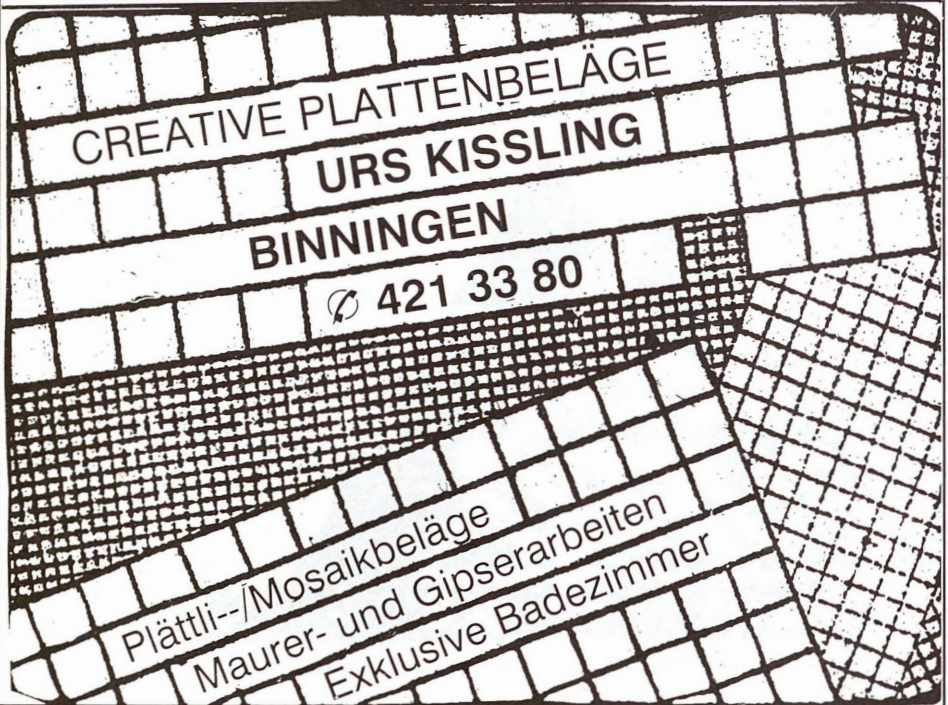 CREATIVE PLATTENBELÄGE
URS KISSLING
BINNINGEN
✆ 421 33 80
Plättli--/Mosaikbeläge
Maurer- und Gipserarbeiten
Exklusive Badezimmer